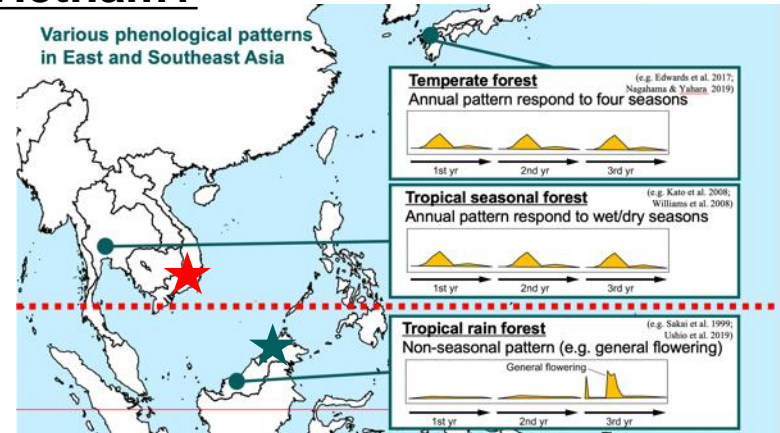 Various phenological patterns
in East and Southeast Asia
Temperate forest
(e.g. Edwards et al. 2017;
Nagahama & Yahara 2019)
Annual pattern respond to four seasons
1st yr 2nd yr 3rd yr
Tropical seasonal forest
(e.g. Kato et al. 2008;
Williams et al. 2008)
Annual pattern respond to wet/dry seasons
1st yr 2nd yr 3rd yr
Tropical rain forest
(e.g. Sakai et al. 1999;
Ushio et al. 2019)
Non-seasonal pattern (e.g. general flowering)
General flowering
1st yr 2nd yr 3rd yr